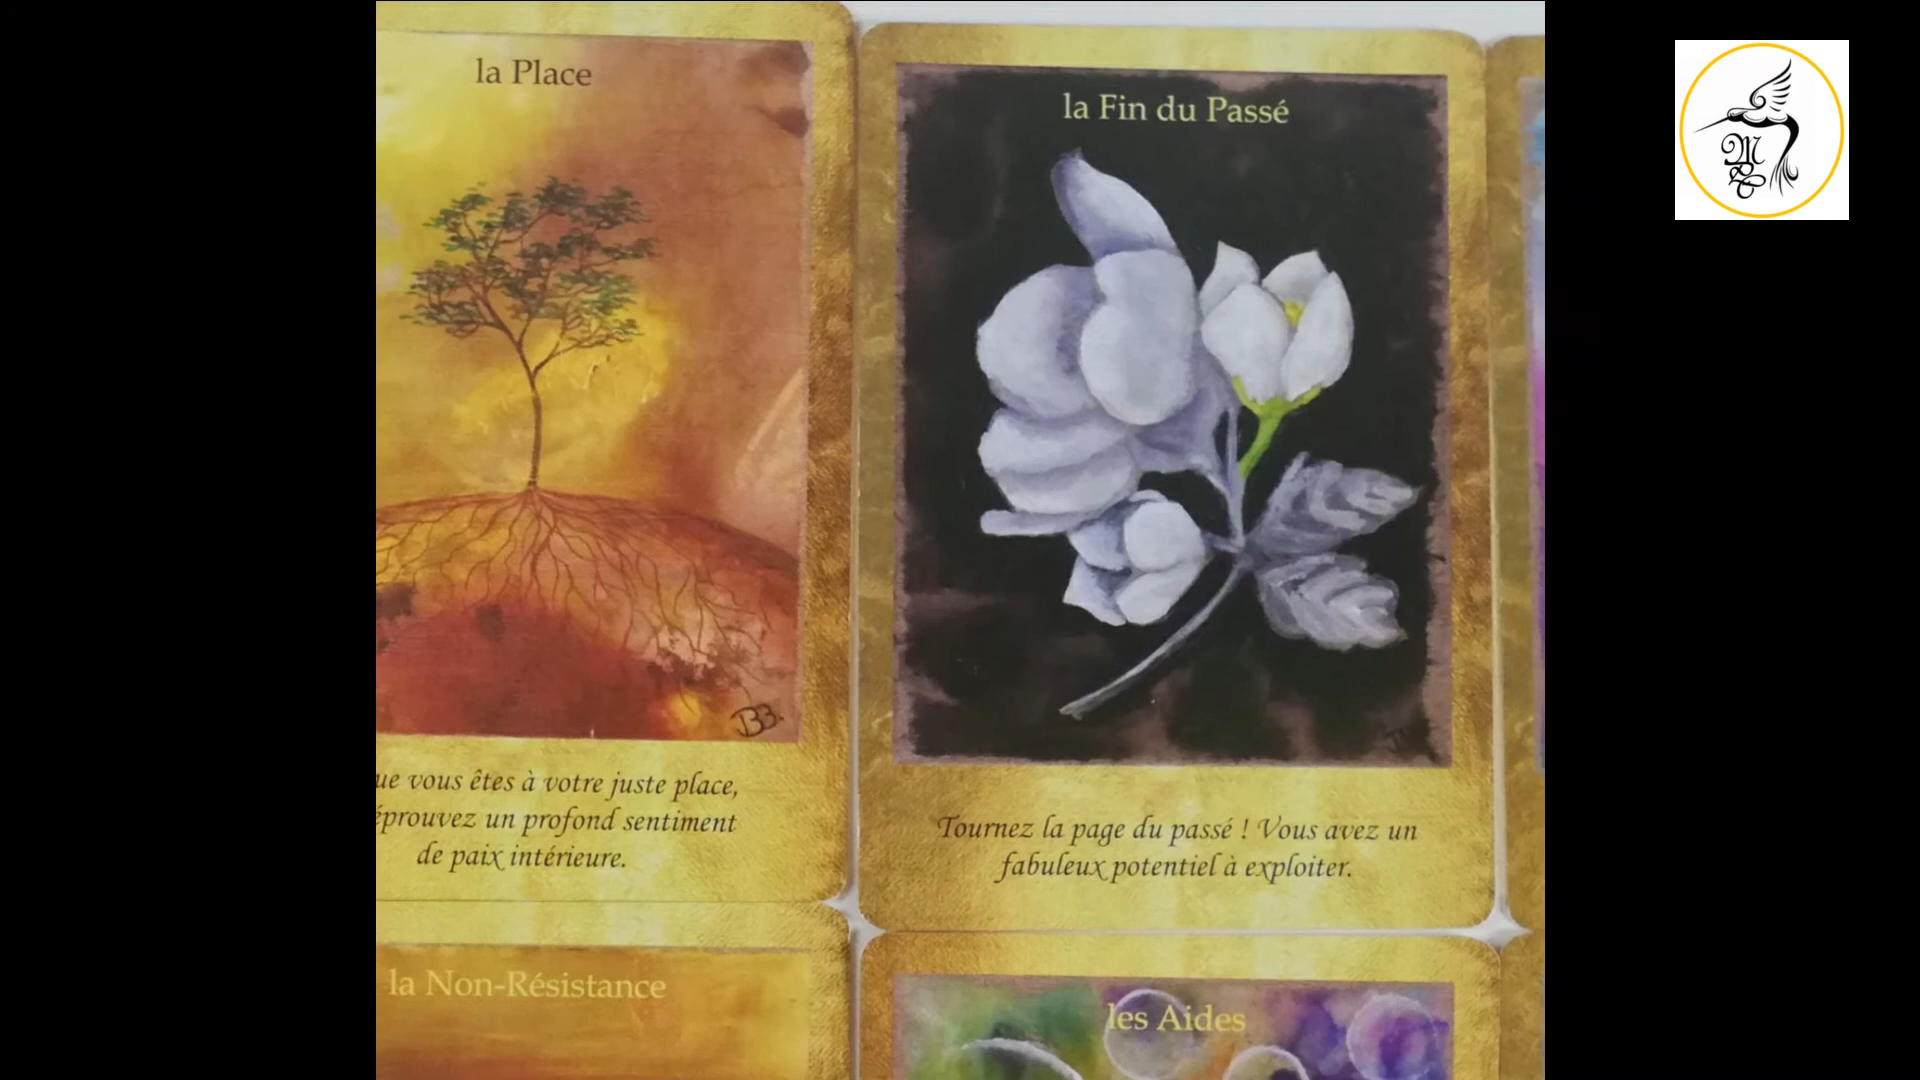 la Place
ue vous êtes à votre juste place,
éprouvez un profond sentiment
de paix intérieure.
BB.
la Fin du Passé
Tournez la page du passé ! Vous avez un
fabuleux potentiel à exploiter.
la Non-Résistance
les Aides